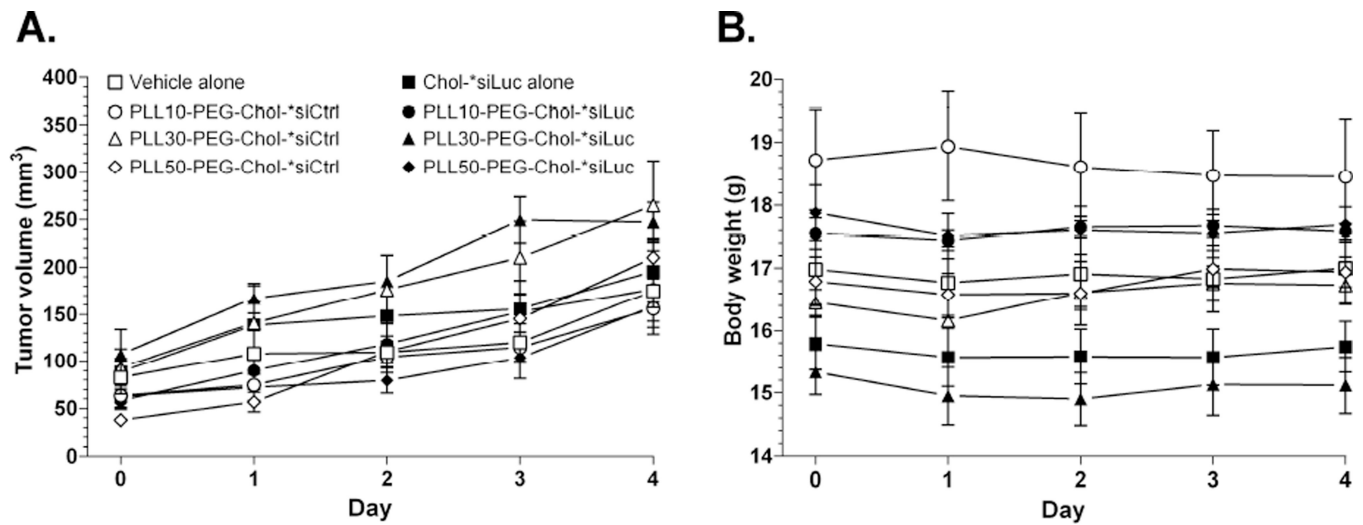 A.
Tumor volume (mm³)
400
350
300
250
200
150
100
50
0
Vehicle alone
Chol-*siLuc alone
PLL10-PEG-Chol-*siCtrl
PLL10-PEG-Chol-*siLuc
PLL30-PEG-Chol-*siCtrl
PLL30-PEG-Chol-*siLuc
PLL50-PEG-Chol-*siCtrl
PLL50-PEG-Chol-*siLuc
0 1 2 3 4
Day
B.
Body weight (g)
20
19
18
17
16
15
14
0 1 2 3 4
Day